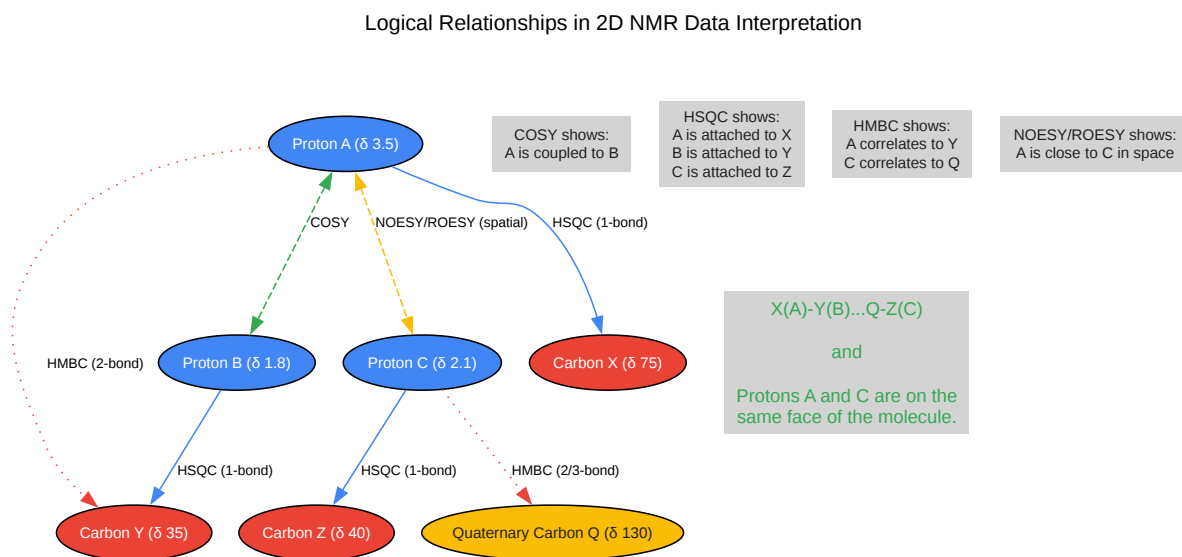 Logical Relationships in 2D NMR Data Interpretation
Proton A (δ 3.5)
COSY shows:
A is coupled to B
HSQC shows:
A is attached to X
B is attached to Y
C is attached to Z
HMBC shows:
A correlates to Y
C correlates to Q
NOESY/ROESY shows:
A is close to C in space
COSY
NOESY/ROESY (spatial)
HSQC (1-bond)
HMBC (2-bond)
Proton B (δ 1.8)
Proton C (δ 2.1)
Carbon X (δ 75)
X(A)-Y(B)...Q-Z(C)
and
Protons A and C are on the
same face of the molecule.
HSQC (1-bond)
HSQC (1-bond)
HMBC (2/3-bond)
Carbon Y (δ 35)
Carbon Z (δ 40)
Quaternary Carbon Q (δ 130)